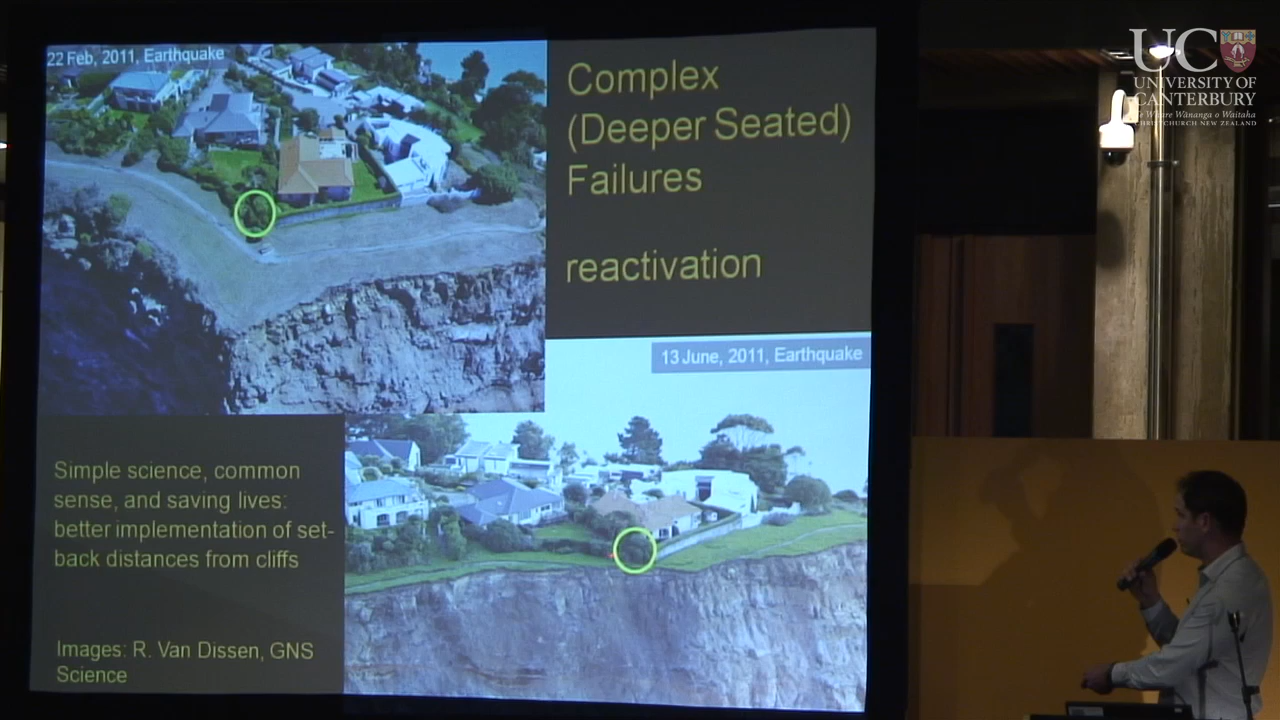 22 Feb, 2011, Earthquake
Complex
(Deeper Seated)
Failures
reactivation
13 June, 2011, Earthquake
Simple science, common
sense, and saving lives:
better implementation of set-
back distances from cliffs
Images: R. Van Dissen, GNS
Science
UC
UNIVERSITY OF
CANTERBURY
Te Whare Wānanga o Waitaha
CHRISTCHURCH NEW ZEALAND